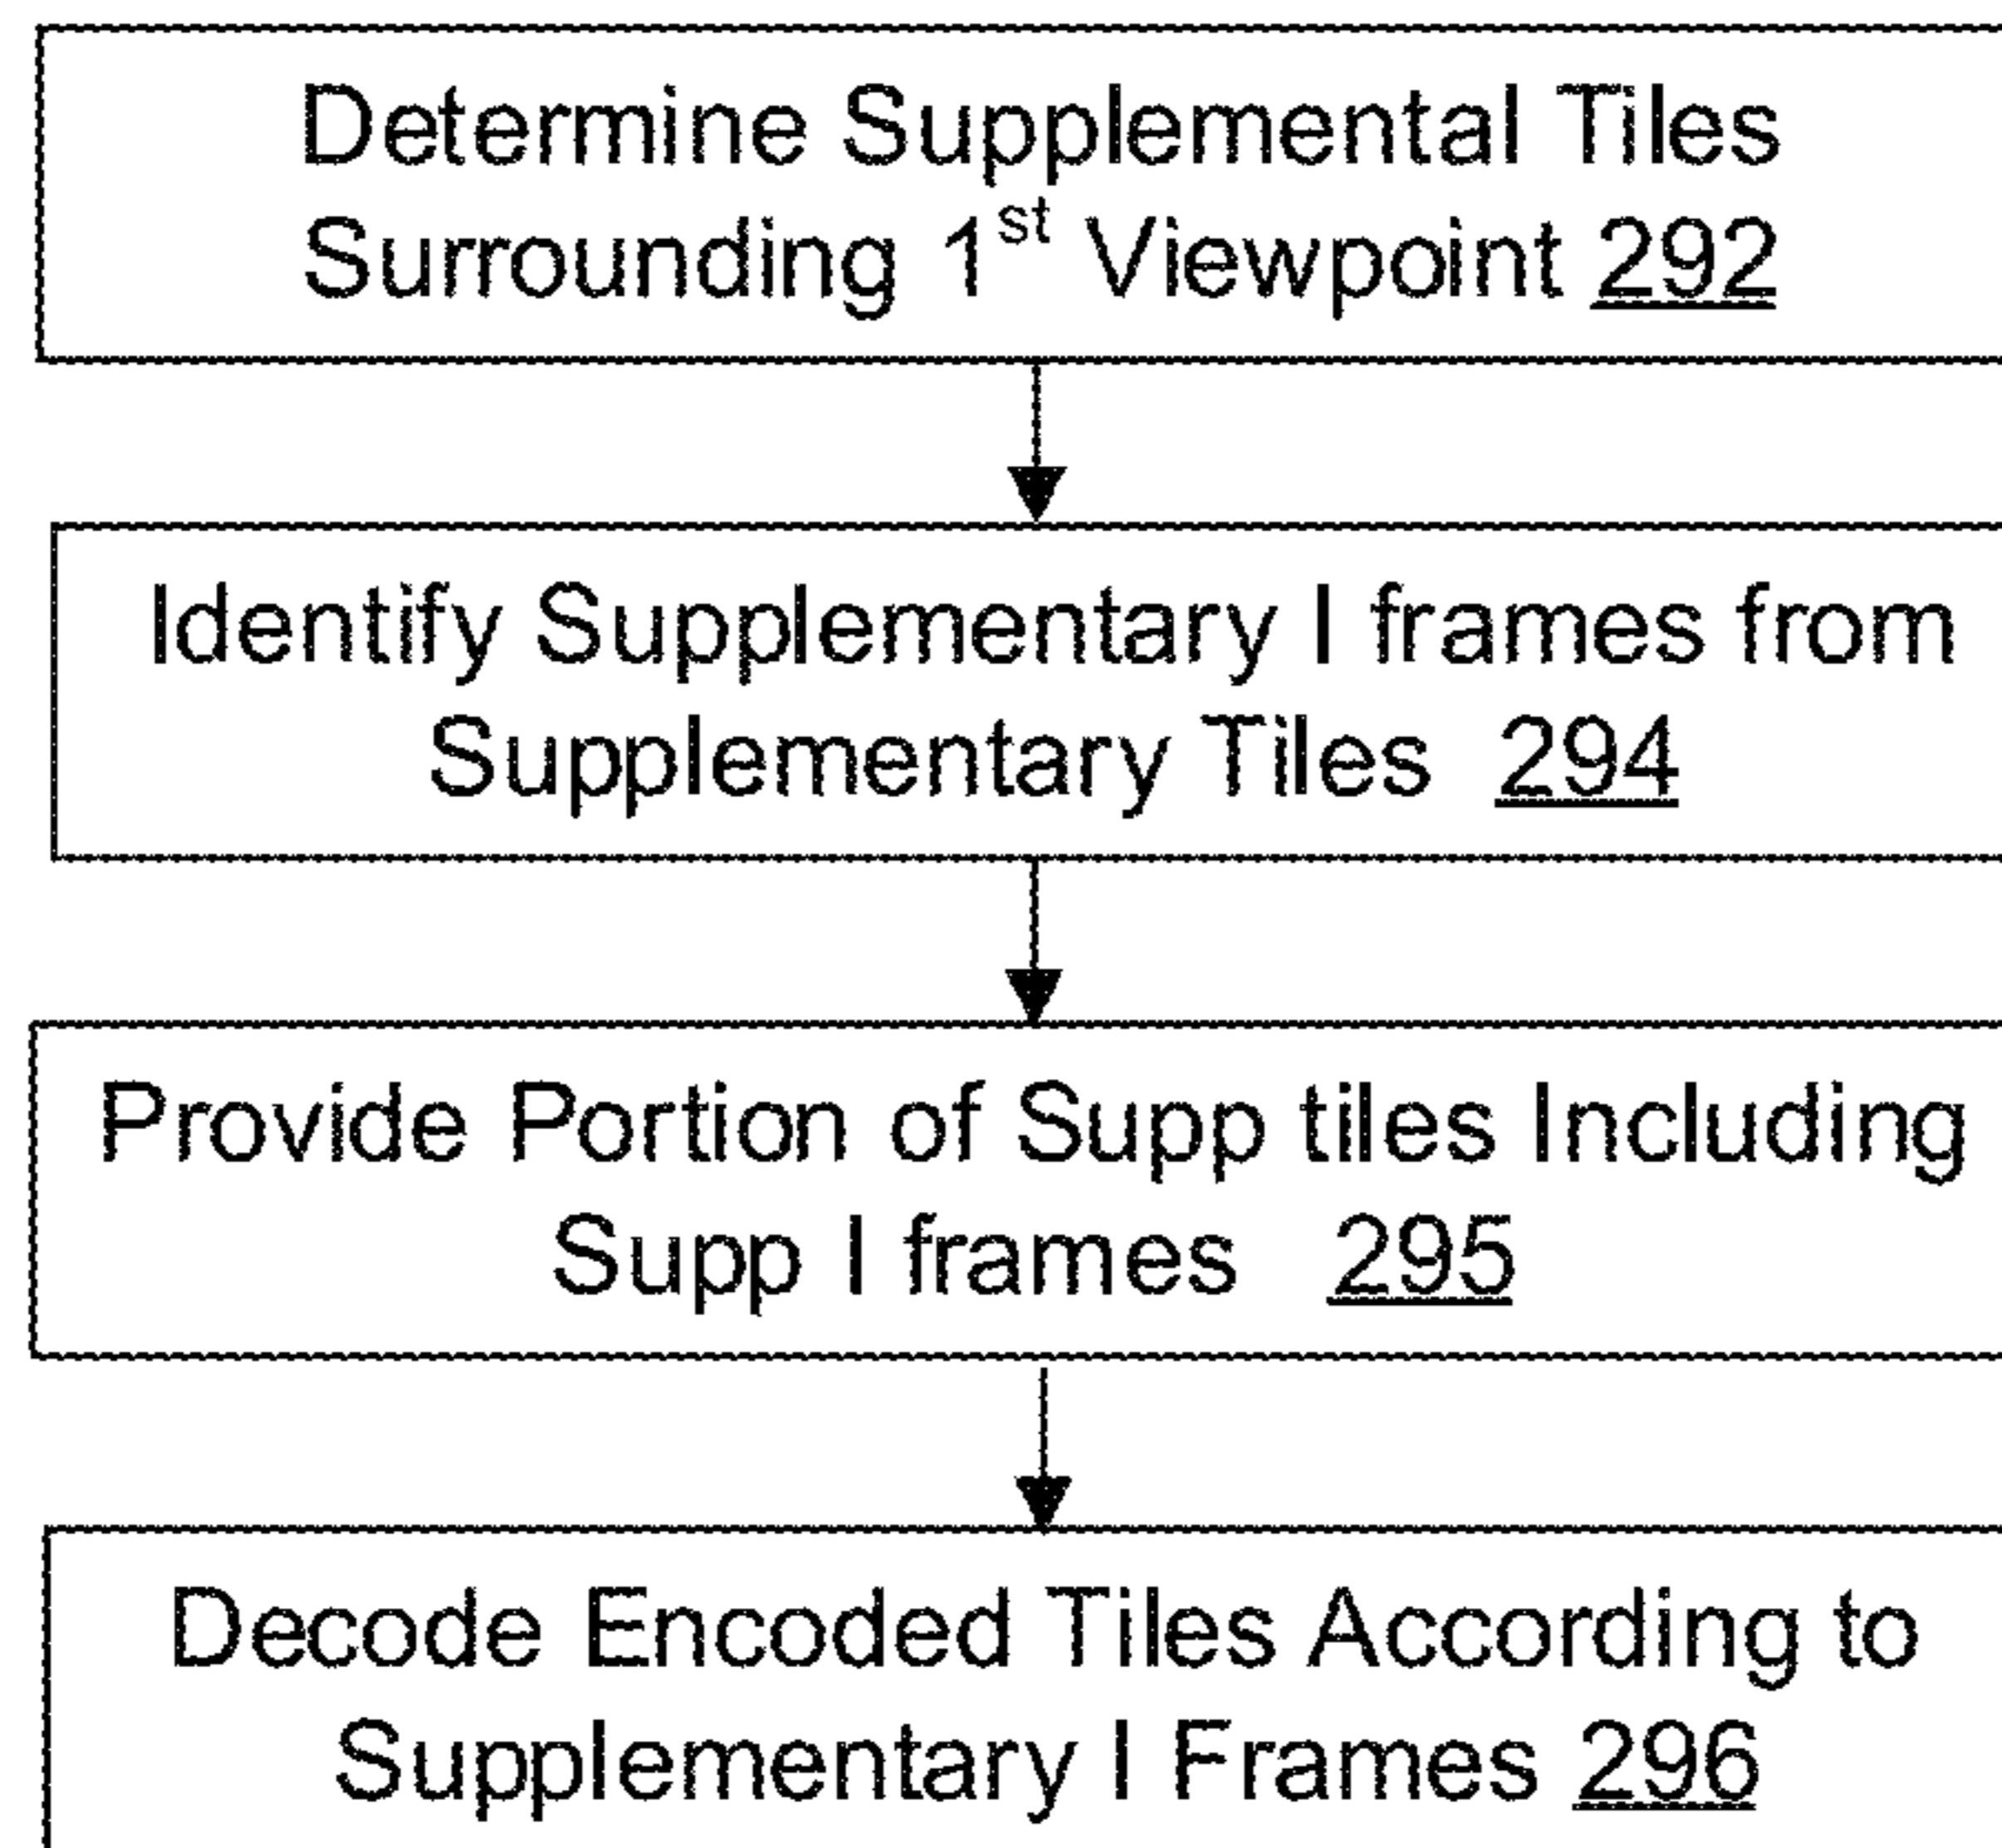 Determine Supplemental Tiles
Surrounding 1st Viewpoint 292
Identify Supplementary I frames from
Supplementary Tiles 294
Provide Portion of Supp tiles Including
Supp I frames 295
Decode Encoded Tiles According to
Supplementary I Frames 296